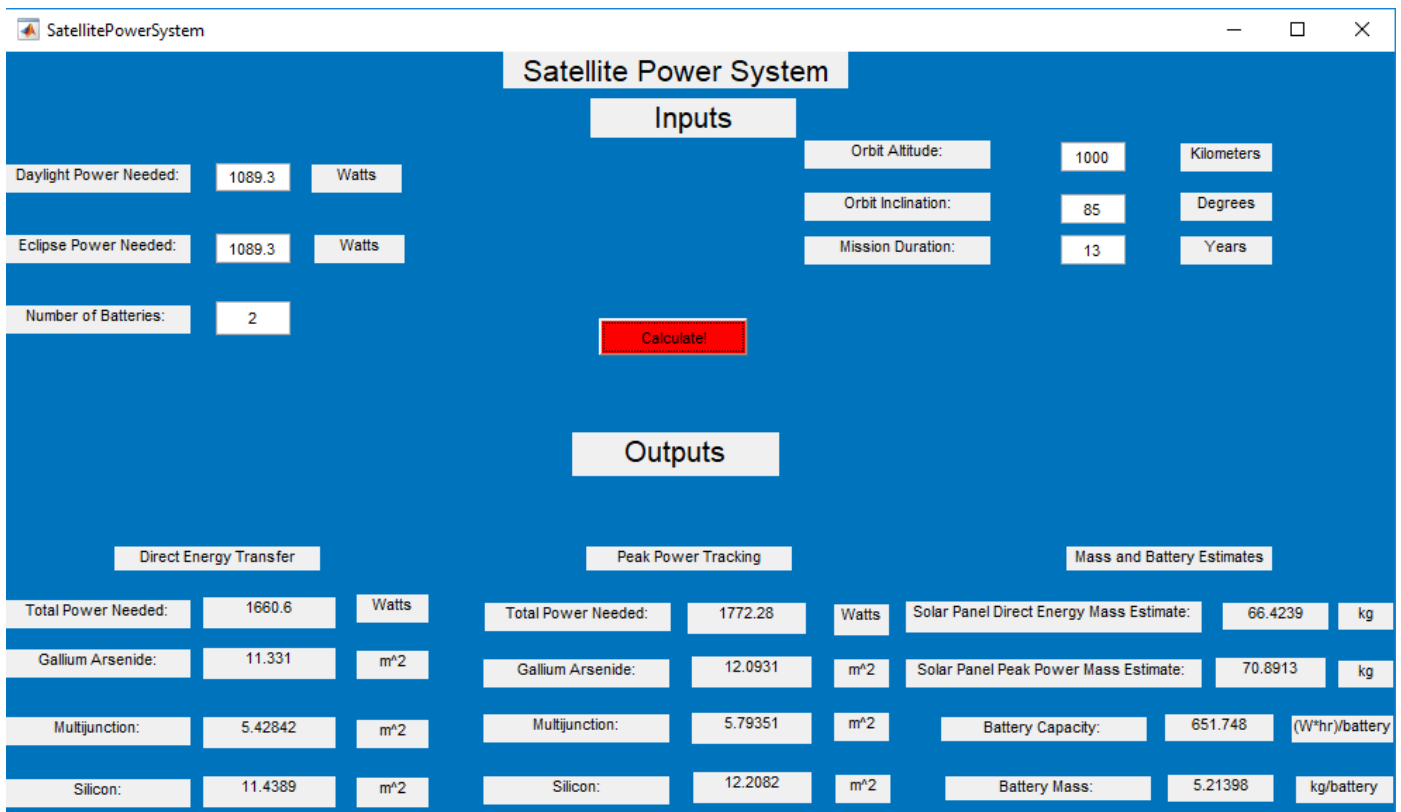 SatellitePowerSystem
Satellite Power System
Inputs
Daylight Power Needed: 1089.3 Watts
Eclipse Power Needed: 1089.3 Watts
Number of Batteries: 2
Orbit Altitude: 1000 Kilometers
Orbit Inclination: 85 Degrees
Mission Duration: 13 Years
Calculate!
Outputs
Direct Energy Transfer
Total Power Needed: 1660.6 Watts
Gallium Arsenide: 11.331 m^2
Multijunction: 5.42842 m^2
Silicon: 11.4389 m^2
Peak Power Tracking
Total Power Needed: 1772.28 Watts
Gallium Arsenide: 12.0931 m^2
Multijunction: 5.79351 m^2
Silicon: 12.2082 m^2
Mass and Battery Estimates
Solar Panel Direct Energy Mass Estimate: 66.4239 kg
Solar Panel Peak Power Mass Estimate: 70.8913 kg
Battery Capacity: 651.748 (W*hr)/battery
Battery Mass: 5.21398 kg/battery